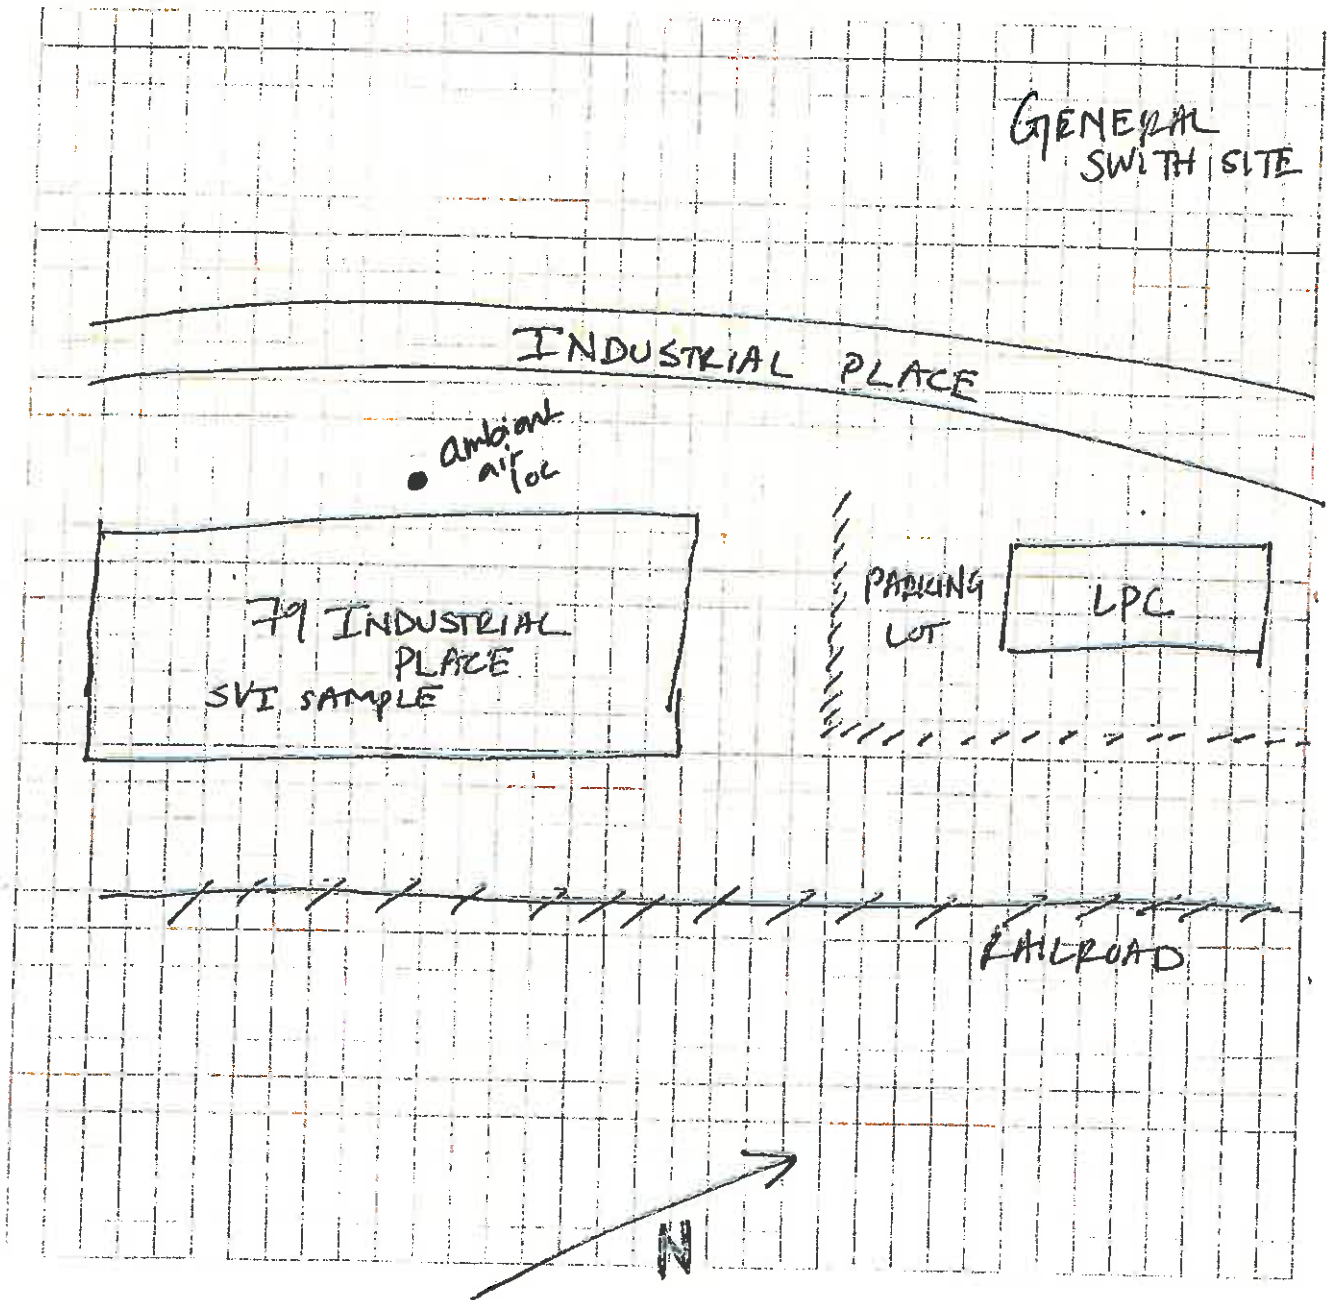 GENERAL
SWITH SITE
INDUSTRIAL PLACE
ambient
air
loc
79 INDUSTRIAL
PLACE
SVI SAMPLE
PARKING
LOT
LPC
RAILROAD
N